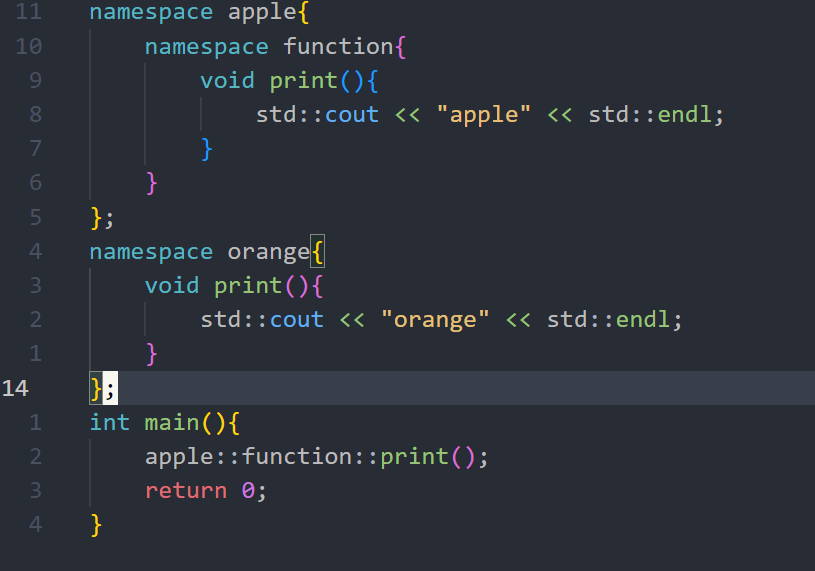 11 namespace apple{
10 namespace function{
9 void print(){
8 std::cout << "apple" << std::endl;
7 }
6 }
5 };
4 namespace orange{
3 void print(){
2 std::cout << "orange" << std::endl;
1 }
14 };
1 int main(){
2 apple::function::print();
3 return 0;
4 }